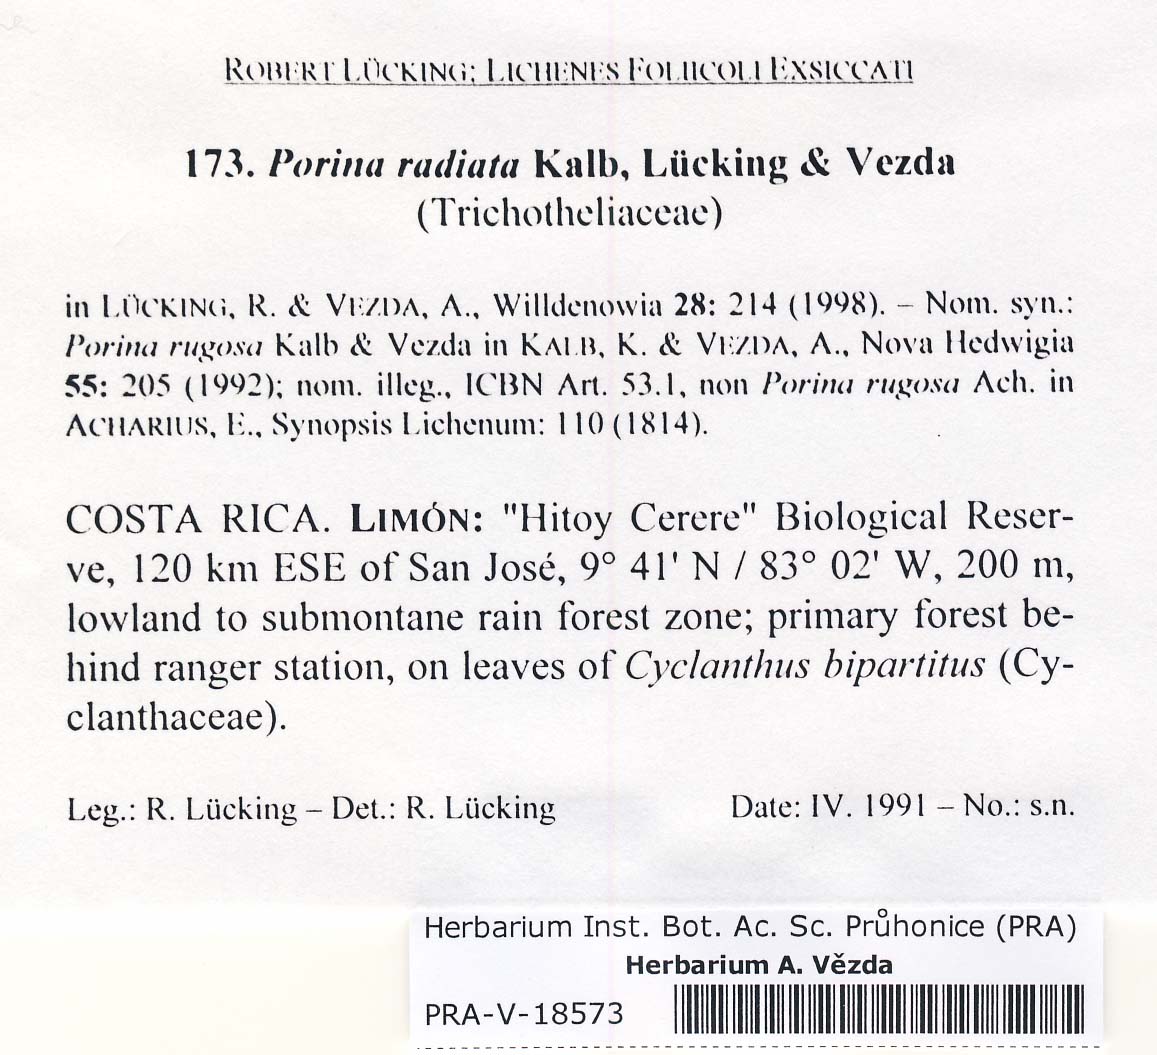 ROBERT LÜCKING: LICHENES FOLIICOLI EXSICCATI
173. Porina radiata Kalb, Lücking & Vezda
(Trichotheliaceae)
in LÜCKING, R. & VEZDA, A., Willdenowia 28: 214 (1998). – Nom. syn.:
Porina rugosa Kalb & Vezda in KALB, K. & VEZDA, A., Nova Hedwigia
55: 205 (1992); nom. illeg., ICBN Art. 53.1, non Porina rugosa Ach. in
ACHARIUS, E., Synopsis Lichenum: 110 (1814).
COSTA RICA. LIMÓN: "Hitoy Cerere" Biological Reser-
ve, 120 km ESE of San José, 9° 41' N / 83° 02' W, 200 m,
lowland to submontane rain forest zone; primary forest be-
hind ranger station, on leaves of Cyclanthus bipartitus (Cy-
clanthaceae).
Leg.: R. Lücking – Det.: R. Lücking Date: IV. 1991 – No.: s.n.
Herbarium Inst. Bot. Ac. Sc. Průhonice (PRA)
Herbarium A. Vězda
PRA-V-18573